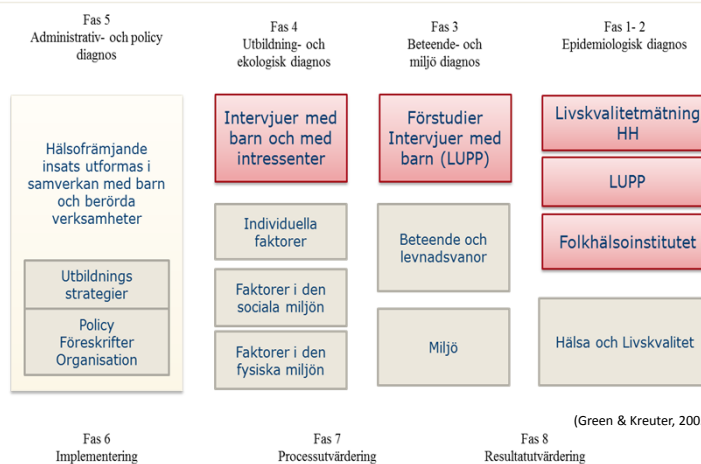 Fas 5
Administrativ- och policy
diagnos
Fas 4
Utbildning- och
ekologisk diagnos
Fas 3
Beteende- och
miljö diagnos
Fas 1- 2
Epidemiologisk diagnos
Hälsofrämjande
insats utformas i
samverkan med barn
och berörda
verksamheter
Utbildnings
strategier
Policy
Föreskrifter
Organisation
Intervjuer med
barn och med
intressenter
Individuella
faktorer
Faktorer i den
sociala miljön
Faktorer i den
fysiska miljön
Förstudier
Intervjuer med
barn (LUPP)
Beteende och
levnadsvanor
Miljö
Livskvalitetmätning
HH
LUPP
Folkhälsoinstitutet
Hälsa och Livskvalitet
(Green & Kreuter, 200
Fas 6
Implementering
Fas 7
Processutvärdering
Fas 8
Resultatutvärdering